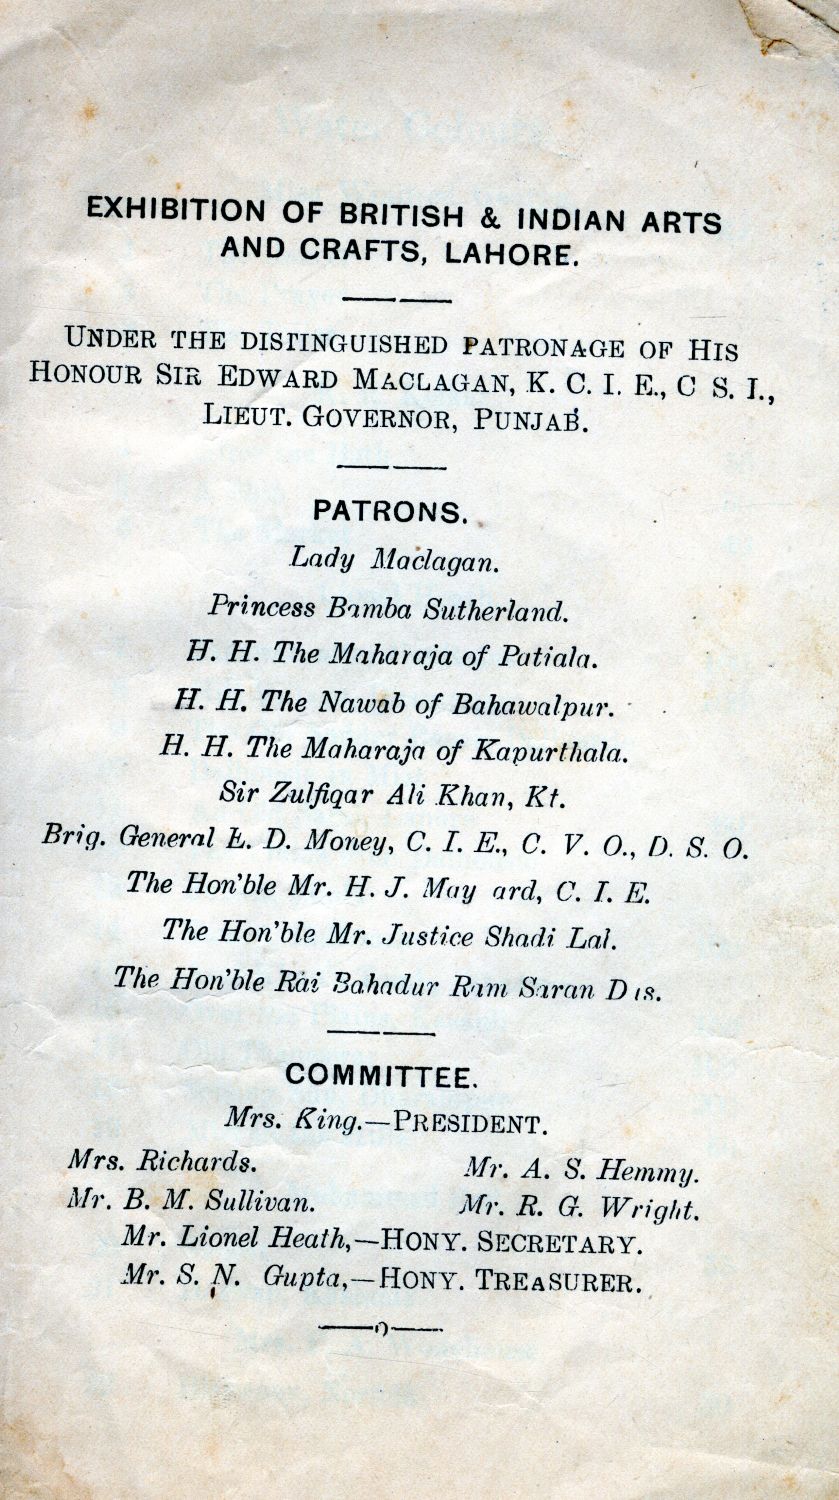 EXHIBITION OF BRITISH & INDIAN ARTS
AND CRAFTS, LAHORE.
UNDER THE DISTINGUISHED PATRONAGE OF HIS
HONOUR SIR EDWARD MACLAGAN, K. C. I. E., C S. I.,
LIEUT. GOVERNOR, PUNJAB.
PATRONS.
Lady Maclagan.
Princess Bamba Sutherland.
H. H. The Maharaja of Patiala.
H. H. The Nawab of Bahawalpur.
H. H. The Maharaja of Kapurthala.
Sir Zulfiqar Ali Khan, Kt.
Brig. General E. D. Money, C. I. E., C. V. O., D. S. O.
The Hon'ble Mr. H. J. May ard, C. I. E.
The Hon'ble Mr. Justice Shadi Lal.
The Hon'ble Rai Bahadur Ram Saran Das.
COMMITTEE.
Mrs. King.—PRESIDENT.
Mrs. Richards. Mr. A. S. Hemmy.
Mr. B. M. Sullivan. Mr. R. G. Wright.
Mr. Lionel Heath,—HONY. SECRETARY.
Mr. S. N. Gupta,—HONY. TREASURER.